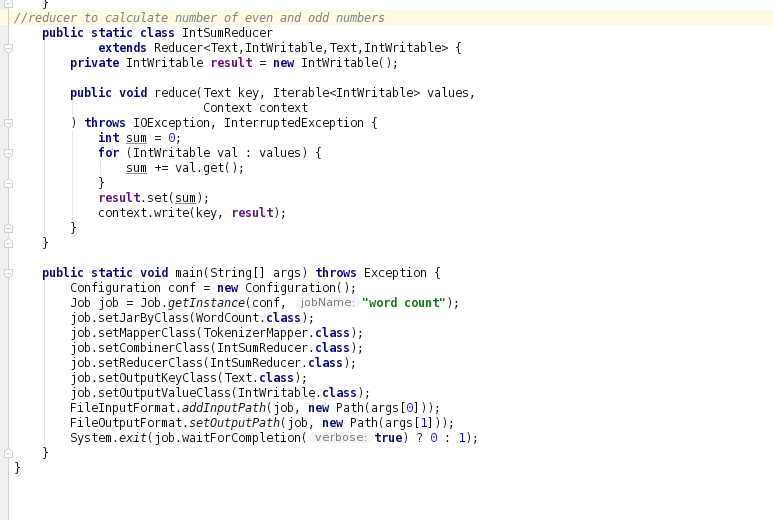 }
//reducer to calculate number of even and odd numbers
public static class IntSumReducer
extends Reducer<Text,IntWritable,Text,IntWritable> {
private IntWritable result = new IntWritable();
public void reduce(Text key, Iterable<IntWritable> values,
Context context
) throws IOException, InterruptedException {
int sum = 0;
for (IntWritable val : values) {
sum += val.get();
}
result.set(sum);
context.write(key, result);
}
}
public static void main(String[] args) throws Exception {
Configuration conf = new Configuration();
Job job = Job.getInstance(conf, jobName: "word count");
job.setJarByClass(WordCount.class);
job.setMapperClass(TokenizerMapper.class);
job.setCombinerClass(IntSumReducer.class);
job.setReducerClass(IntSumReducer.class);
job.setOutputKeyClass(Text.class);
job.setOutputValueClass(IntWritable.class);
FileInputFormat.addInputPath(job, new Path(args[0]));
FileOutputFormat.setOutputPath(job, new Path(args[1]));
System.exit(job.waitForCompletion( verbose: true) ? 0 : 1);
}
}